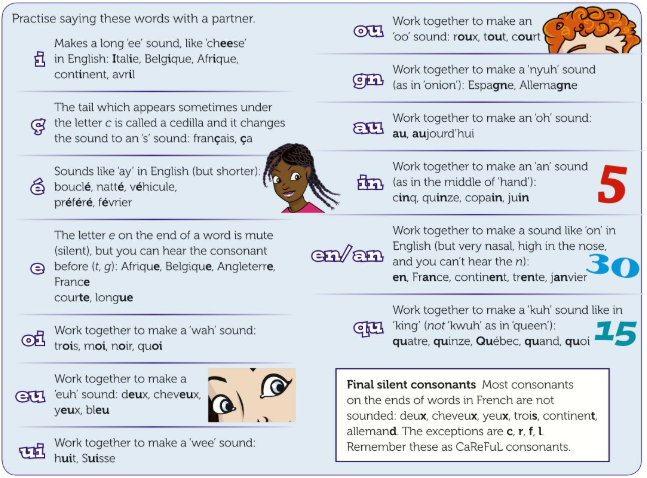 Practise saying these words with a partner.
i
Makes a long 'ee' sound, like 'cheese'
in English: Italie, Belgique, Afrique,
continent, avril
ç
The tail which appears sometimes under
the letter c is called a cedilla and it changes
the sound to an 's' sound: français, ça
é
Sounds like 'ay' in English (but shorter):
bouclé, natté, véhicule,
préféré, février
e
The letter e on the end of a word is mute
(silent), but you can hear the consonant
before (t, g): Afrique, Belgique, Angleterre,
France
courte, longue
oi
Work together to make a 'wah' sound:
trois, moi, noir, quoi
eu
Work together to make a
'euh' sound: deux, cheveux,
yeux, bleu
ui
Work together to make a 'wee' sound:
huit, Suisse
ou
Work together to make an
'oo' sound: roux, tout, court
gn
Work together to make a 'nyuh' sound
(as in 'onion'): Espagne, Allemagne
au
Work together to make an 'oh' sound:
au, aujourd'hui
in
Work together to make an 'an' sound
(as in the middle of 'hand'):
cinq, quinze, copain, juin
5
en/an
Work together to make a sound like 'on' in
English (but very nasal, high in the nose,
and you can't hear the n):
en, France, continent, trente, janvier
30
qu
Work together to make a 'kuh' sound like in
'king' (not 'kwuh' as in 'queen'):
quatre, quinze, Québec, quand, quoi
15
Final silent consonants Most consonants
on the ends of words in French are not
sounded: deux, cheveux, yeux, trois, continent,
allemand. The exceptions are c, r, f, l.
Remember these as CaReFuL consonants.